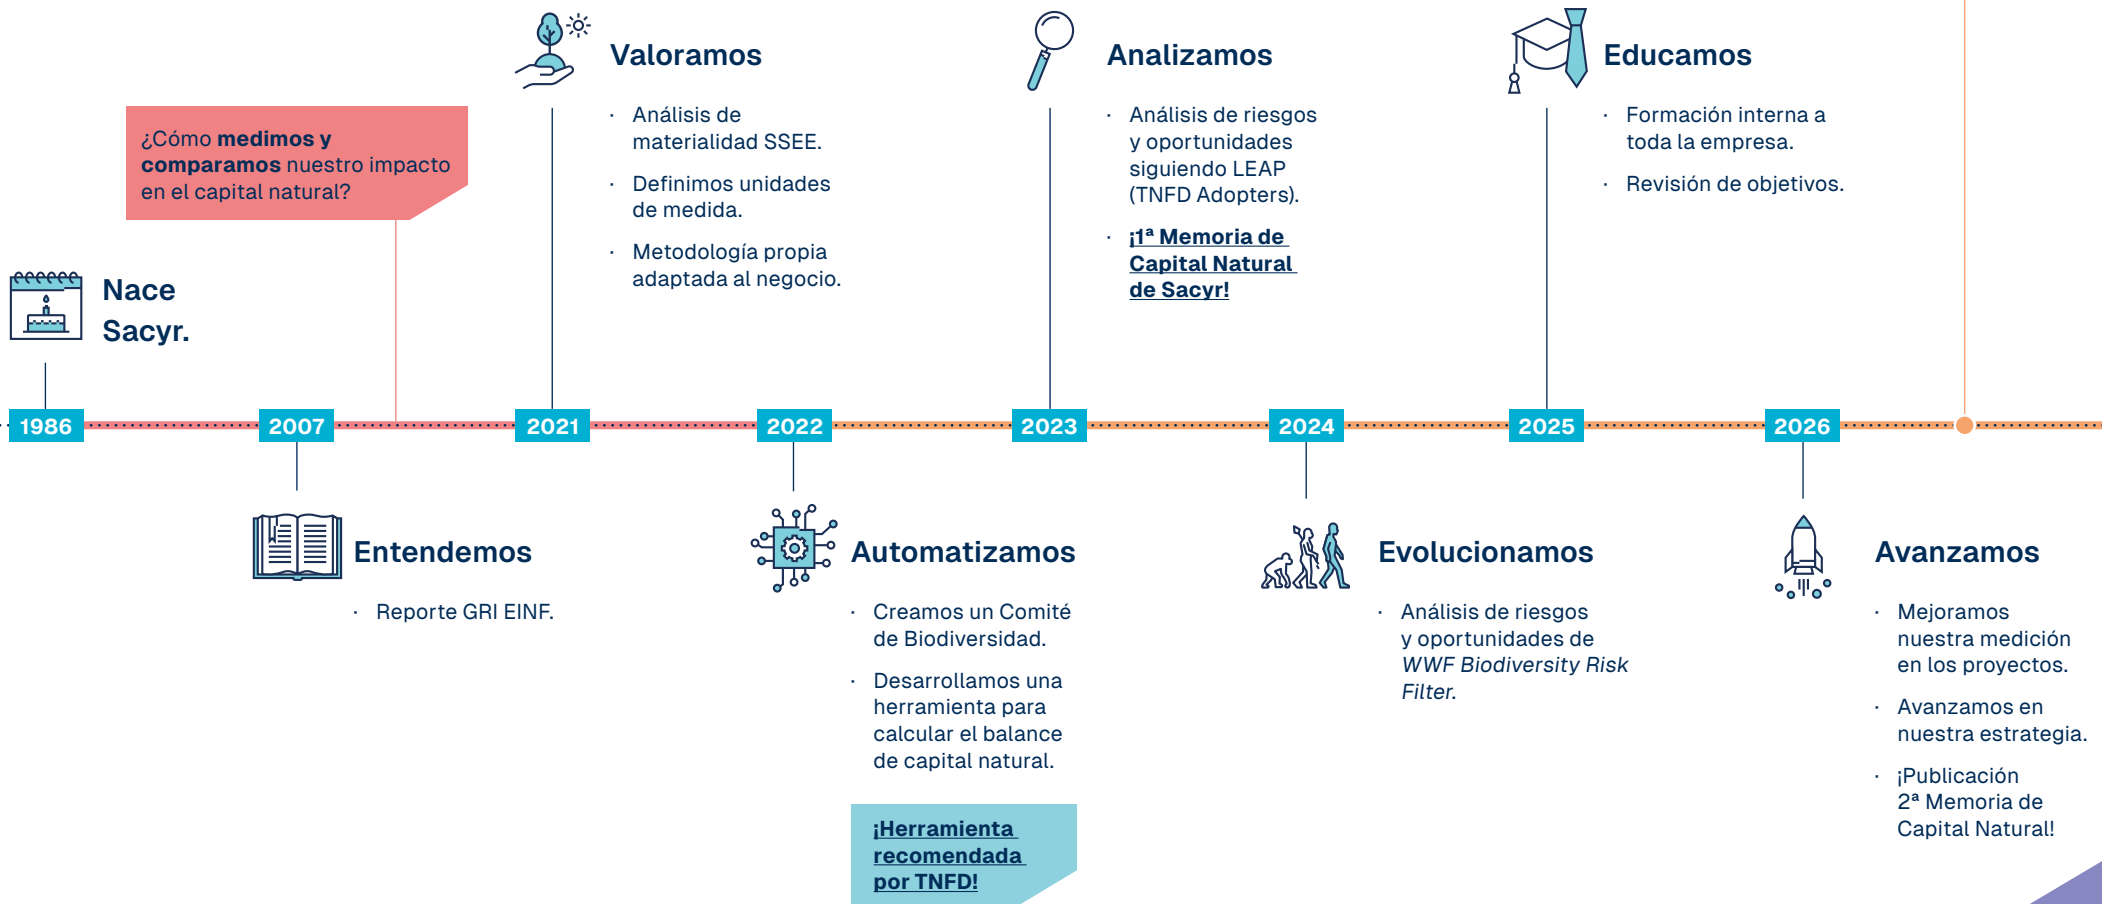 ¿Cómo medimos y
comparamos nuestro impacto
en el capital natural?
Nace
Sacyr.
Valoramos
· Análisis de
materialidad SSEE.
· Definimos unidades
de medida.
· Metodología propia
adaptada al negocio.
Analizamos
· Análisis de riesgos
y oportunidades
siguiendo LEAP
(TNFD Adopters).
· ¡1ª Memoria de
Capital Natural
de Sacyr!
Educamos
· Formación interna a
toda la empresa.
· Revisión de objetivos.
1986
2007
2021
2022
2023
2024
2025
2026
Entendemos
· Reporte GRI EINF.
Automatizamos
· Creamos un Comité
de Biodiversidad.
· Desarrollamos una
herramienta para
calcular el balance
de capital natural.
¡Herramienta
recomendada
por TNFD!
Evolucionamos
· Análisis de riesgos
y oportunidades de
WWF Biodiversity Risk
Filter.
Avanzamos
· Mejoramos
nuestra medición
en los proyectos.
· Avanzamos en
nuestra estrategia.
· ¡Publicación
2ª Memoria de
Capital Natural!